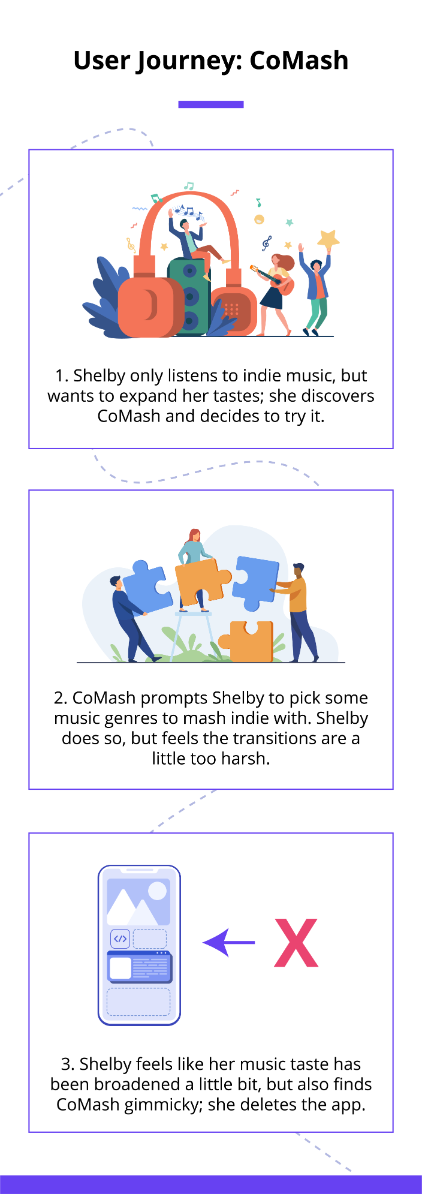 User Journey: CoMash
1. Shelby only listens to indie music, but
wants to expand her tastes; she discovers
CoMash and decides to try it.
2. CoMash prompts Shelby to pick some
music genres to mash indie with. Shelby
does so, but feels the transitions are a
little too harsh.
</>
X
3. Shelby feels like her music taste has
been broadened a little bit, but also finds
CoMash gimmicky; she deletes the app.